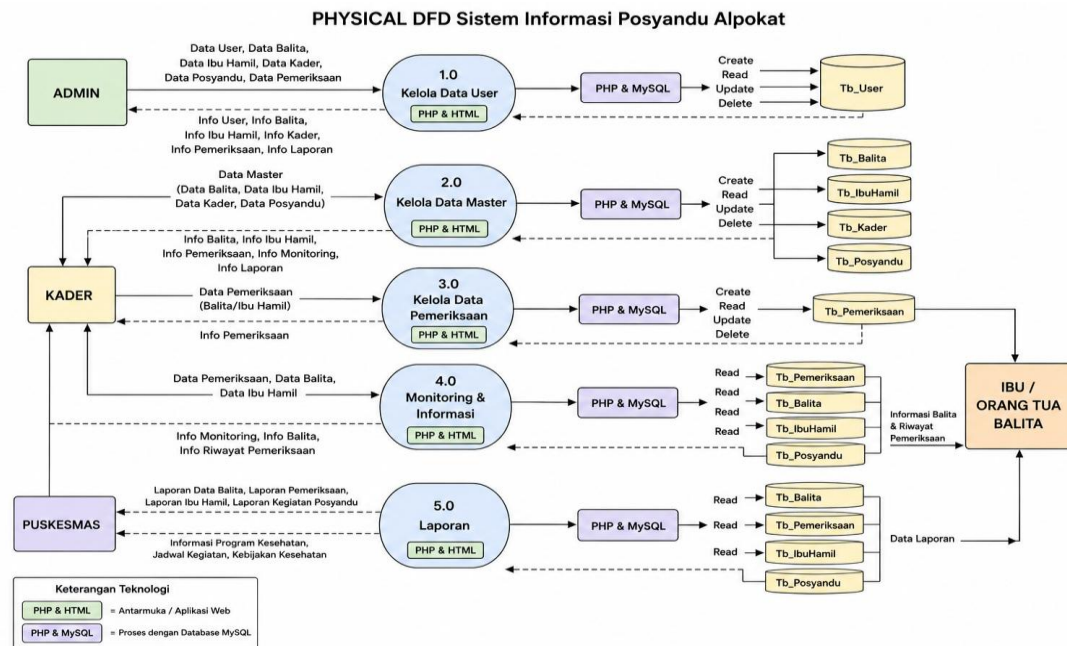 PHYSICAL DFD Sistem Informasi Posyandu Alpokat
ADMIN
Data User, Data Balita,
Data Ibu Hamil, Data Kader,
Data Posyandu, Data Pemeriksaan
Info User, Info Balita,
Info Ibu Hamil, Info Kader,
Info Pemeriksaan, Info Laporan
1.0
Kelola Data User
PHP & HTML
PHP & MySQL
Create
Read
Update
Delete
Tb_User
Data Master
(Data Balita, Data Ibu Hamil,
Data Kader, Data Posyandu)
Info Balita, Info Ibu Hamil,
Info Pemeriksaan, Info Monitoring,
Info Laporan
2.0
Kelola Data Master
PHP & HTML
PHP & MySQL
Create
Read
Update
Delete
Tb_Balita
Tb_IbuHamil
Tb_Kader
Tb_Posyandu
KADER
Data Pemeriksaan
(Balita/Ibu Hamil)
Info Pemeriksaan
3.0
Kelola Data
Pemeriksaan
PHP & HTML
PHP & MySQL
Create
Read
Update
Delete
Tb_Pemeriksaan
Data Pemeriksaan, Data Balita,
Data Ibu Hamil
Info Monitoring, Info Balita,
Info Riwayat Pemeriksaan
4.0
Monitoring &
Informasi
PHP & HTML
PHP & MySQL
Read
Read
Read
Read
Tb_Pemeriksaan
Tb_Balita
Tb_IbuHamil
Tb_Posyandu
Informasi Balita
& Riwayat
Pemeriksaan
IBU /
ORANG TUA
BALITA
PUSKESMAS
Laporan Data Balita, Laporan Pemeriksaan,
Laporan Ibu Hamil, Laporan Kegiatan Posyandu
Informasi Program Kesehatan,
Jadwal Kegiatan, Kebijakan Kesehatan
5.0
Laporan
PHP & HTML
PHP & MySQL
Read
Read
Read
Tb_Balita
Tb_Pemeriksaan
Tb_IbuHamil
Tb_Posyandu
Data Laporan
Keterangan Teknologi
PHP & HTML = Antarmuka / Aplikasi Web
PHP & MySQL = Proses dengan Database MySQL